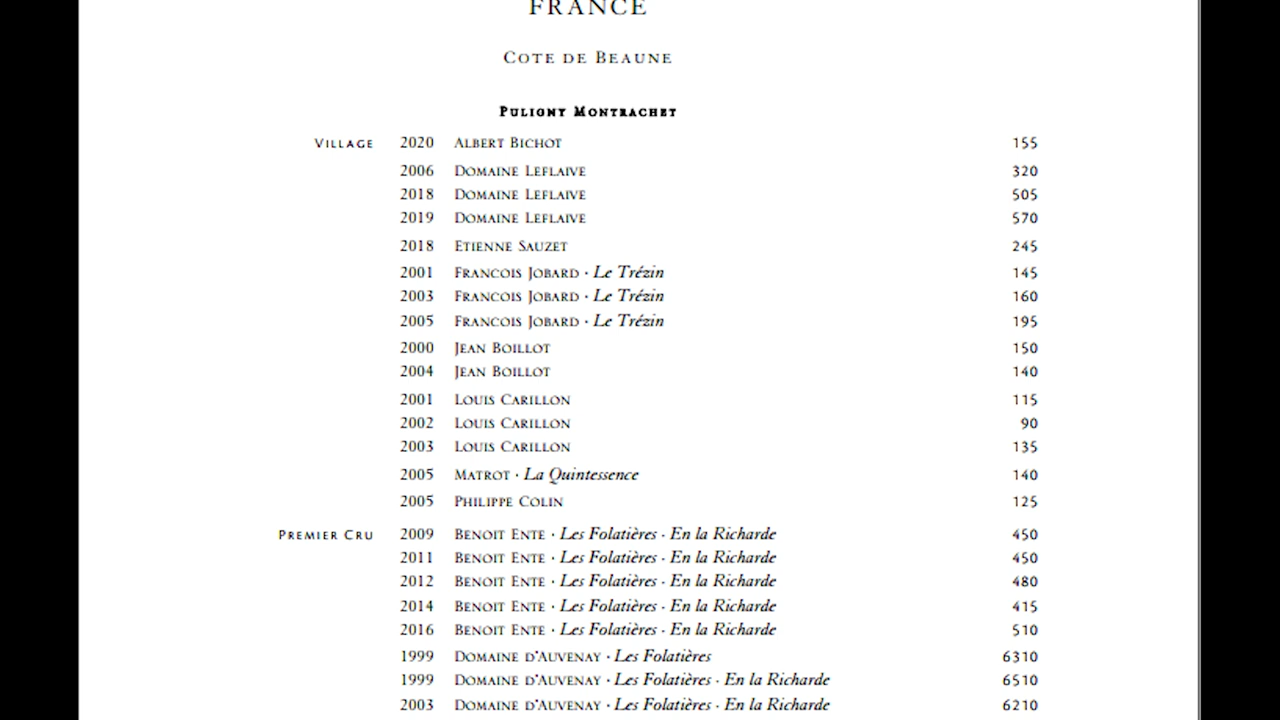 FRANCE
COTE DE BEAUNE
PULIGNY MONTRACHET
VILLAGE 2020 ALBERT BICHOT 155
2006 DOMAINE LEFLAIVE 320
2018 DOMAINE LEFLAIVE 505
2019 DOMAINE LEFLAIVE 570
2018 ETIENNE SAUZET 245
2001 FRANCOIS JOBARD · Le Trézin 145
2003 FRANCOIS JOBARD · Le Trézin 160
2005 FRANCOIS JOBARD · Le Trézin 195
2000 JEAN BOILLOT 150
2004 JEAN BOILLOT 140
2001 LOUIS CARILLON 115
2002 LOUIS CARILLON 90
2003 LOUIS CARILLON 135
2005 MATROT · La Quintessence 140
2005 PHILIPPE COLIN 125
PREMIER CRU 2009 BENOIT ENTE · Les Folatières · En la Richarde 450
2011 BENOIT ENTE · Les Folatières · En la Richarde 450
2012 BENOIT ENTE · Les Folatières · En la Richarde 480
2014 BENOIT ENTE · Les Folatières · En la Richarde 415
2016 BENOIT ENTE · Les Folatières · En la Richarde 510
1999 DOMAINE D'AUVENAY · Les Folatières 6310
1999 DOMAINE D'AUVENAY · Les Folatières · En la Richarde 6510
2003 DOMAINE D'AUVENAY · Les Folatières · En la Richarde 6210